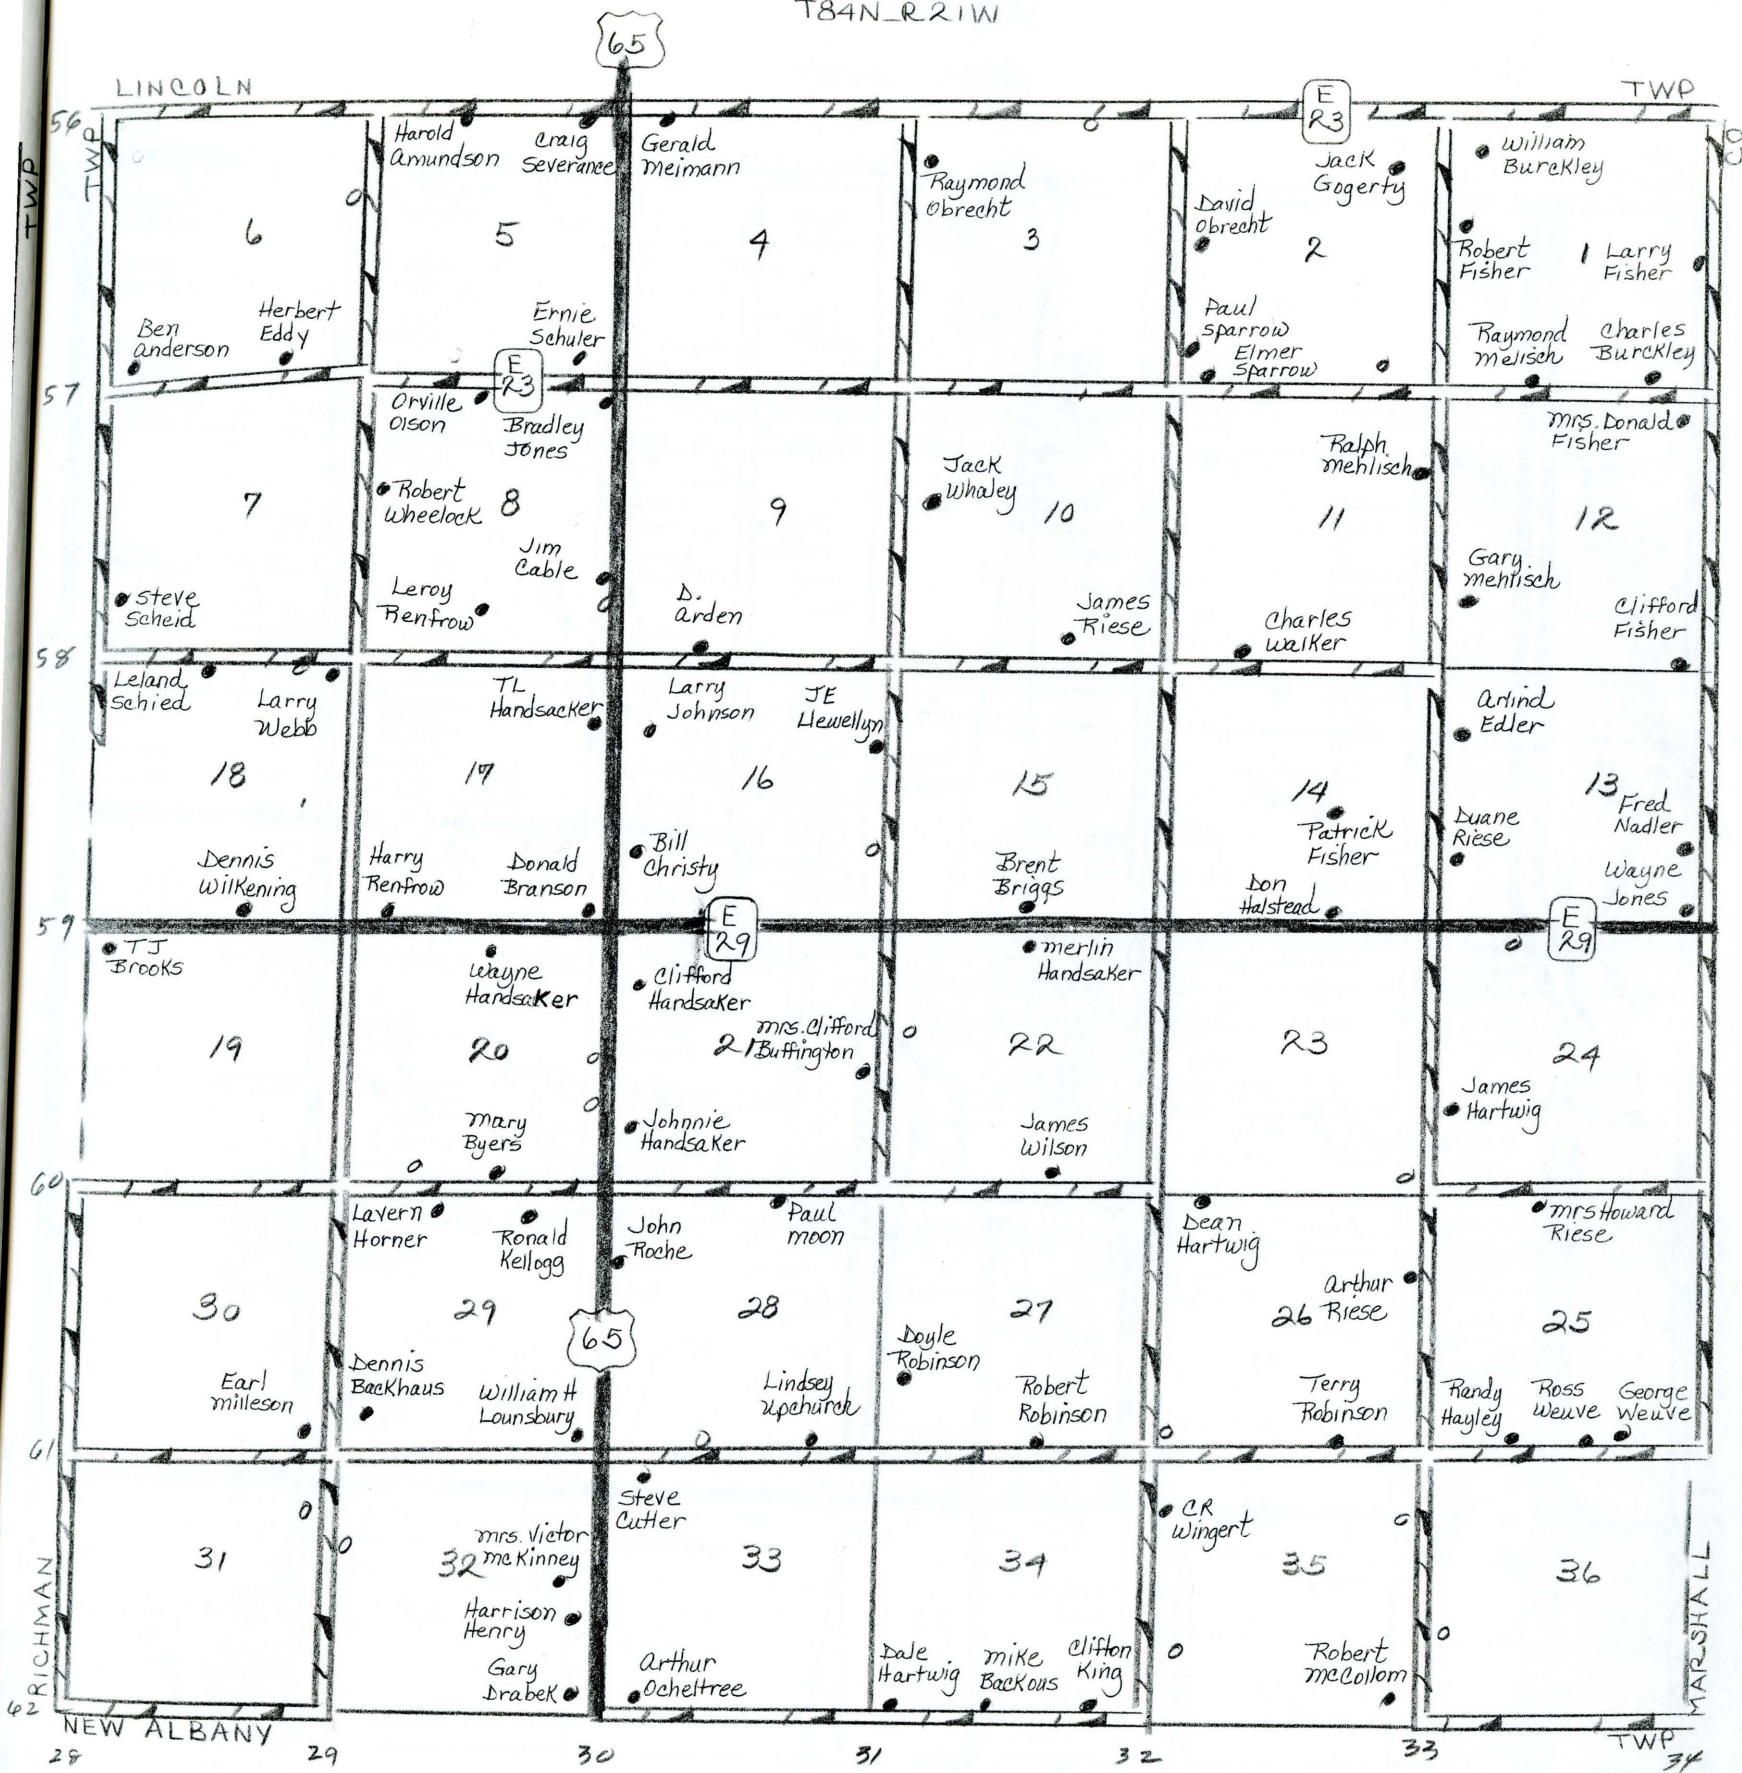 T84N_R21W
65
LINCOLN
TWP
E
23
56
TWP
TWP
CO
Harold
Amundson
Craig
Severance
Gerald
Meimann
Raymond
Obrecht
David
Obrecht
Jack
Gogerty
William
Burckley
Robert
Fisher
Larry
Fisher
6
5
4
3
2
1
Ben
Anderson
Herbert
Eddy
Ernie
Schuler
Paul
Sparrow
Elmer
Sparrow
Raymond
Melisch
Charles
Burckley
57
E
23
Orville
Olson
Bradley
Jones
Mrs. Donald
Fisher
Robert
Wheelock
Jack
Whaley
Ralph
Mehlisch
7
8
9
10
11
12
Jim
Cable
Gary
Mehlisch
Steve
Scheid
Leroy
Renfrow
D.
Arden
James
Riese
Charles
Walker
Clifford
Fisher
58
Leland
Schied
Larry
Webb
TL
Handsacker
Larry
Johnson
JE
Llewellyn
Arlind
Edler
18
17
16
15
14
13
Patrick
Fisher
Duane
Riese
Fred
Nadler
Dennis
Wilkening
Harry
Renfrow
Donald
Branson
Bill
Christy
Brent
Briggs
Don
Halstead
Wayne
Jones
59
E
29
E
29
TJ
Brooks
Wayne
Handsaker
Clifford
Handsaker
Merlin
Handsaker
Mrs. Clifford
Buffington
19
20
21
22
23
24
Mary
Byers
Johnnie
Handsaker
James
Wilson
James
Hartwig
60
Lavern
Horner
Ronald
Kellogg
John
Roche
Paul
Moon
Dean
Hartwig
Mrs Howard
Riese
Arthur
Riese
30
29
28
27
26
25
65
Earl
Milleson
Dennis
Backhaus
William H
Lounsbury
Lindsey
Upchurch
Doyle
Robinson
Robert
Robinson
Terry
Robinson
Randy
Hayley
Ross
Weuve
George
Weuve
61
Steve
Cutler
CR
Wingert
Mrs. Victor
McKinney
31
32
33
34
35
36
Harrison
Henry
Gary
Drabek
Arthur
Ocheltree
Dale
Hartwig
Mike
Backous
Clifton
King
Robert
McCollom
RICHMAN
MARSHALL
62
NEW ALBANY
TWP
28
29
30
31
32
33
34